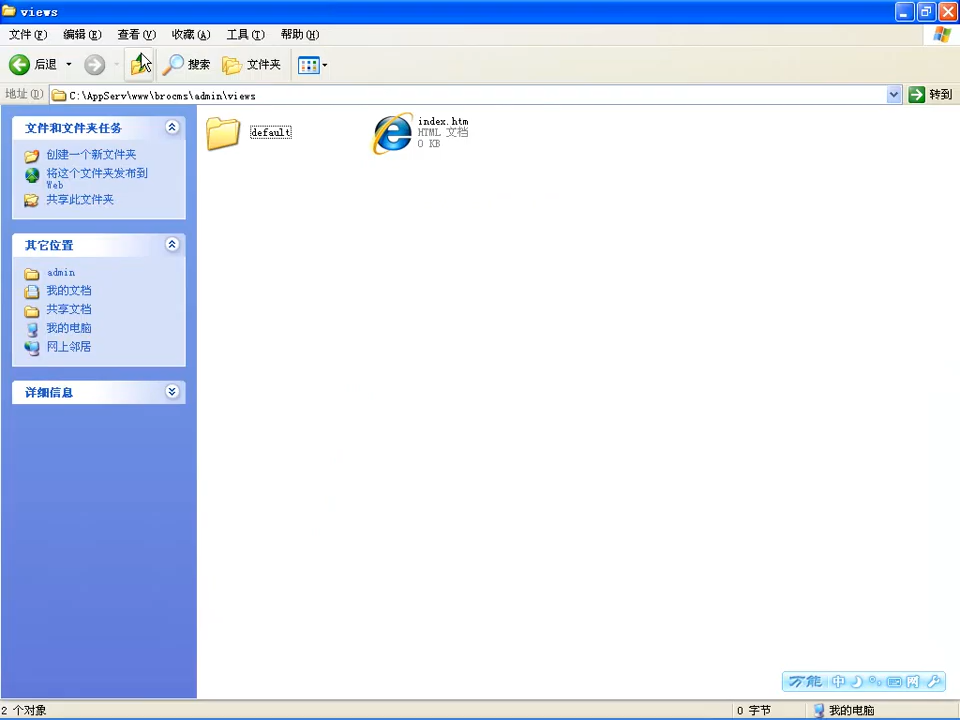 views
文件(F) 编辑(E) 查看(V) 收藏(A) 工具(T) 帮助(H)
后退 搜索 文件夹
地址(D) C:\AppServ\www\brocms\admin\views 转到
文件和文件夹任务
创建一个新文件夹
将这个文件夹发布到
Web
共享此文件夹
其它位置
admin
我的文档
共享文档
我的电脑
网上邻居
详细信息
default
index.htm
HTML 文档
0 KB
万能 中 网
2 个对象 0 字节 我的电脑